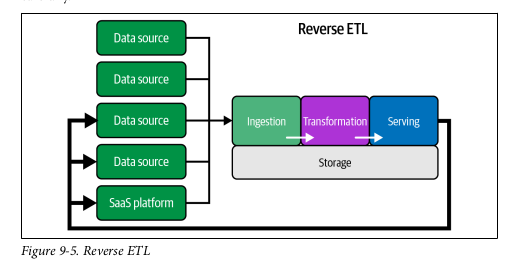 Reverse ETL
Data source
Data source
Data source
Data source
SaaS platform
Ingestion
Transformation
Serving
Storage
Figure 9-5. Reverse ETL